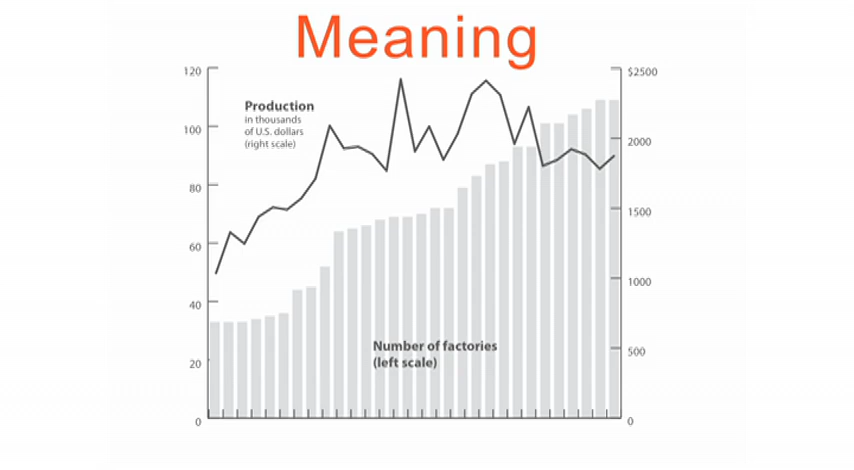 Meaning
Production
in thousands
of U.S. dollars
(right scale)
Number of factories
(left scale)
120
100
80
60
40
20
0
$2500
2000
1500
1000
500
0